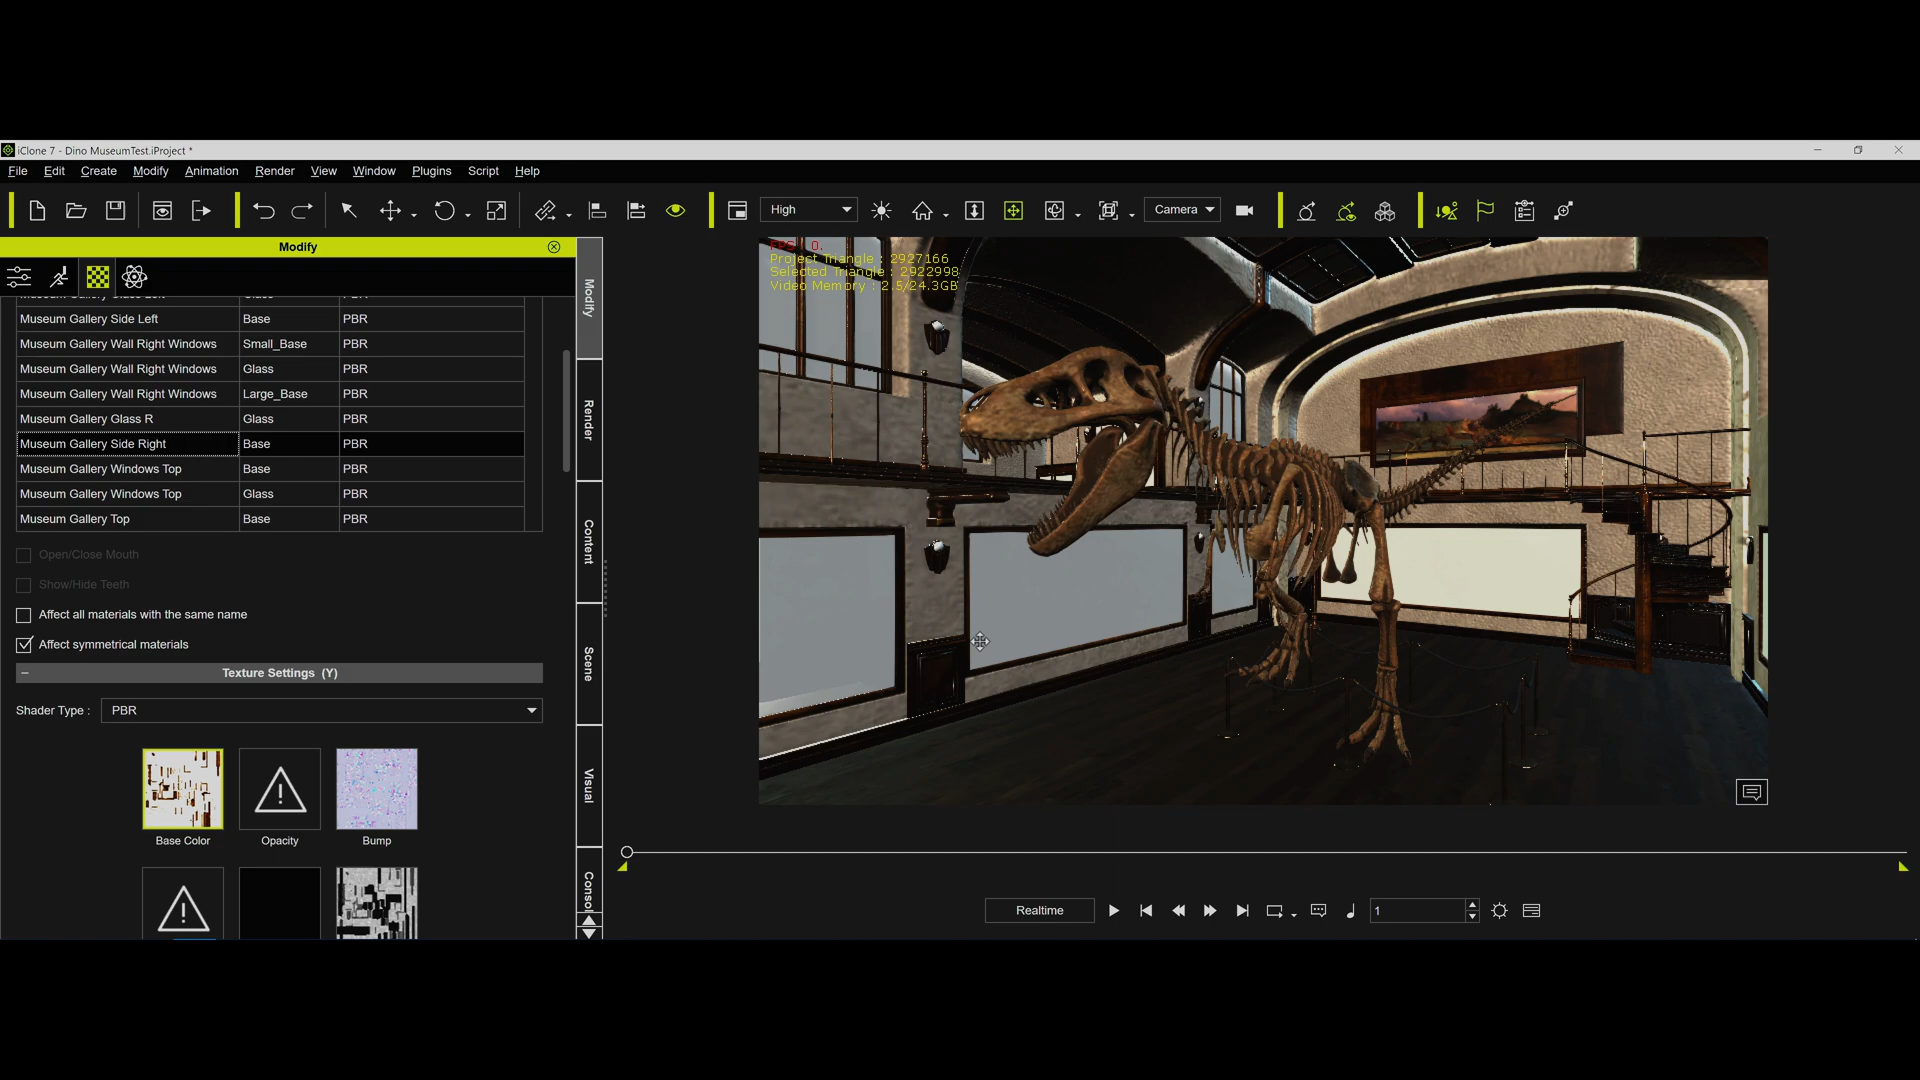 iClone 7 - Dino MuseumTest.iProject *
File Edit Create Modify Animation Render View Window Plugins Script Help
High
Camera
Modify
Museum Gallery Side Left Base PBR
Museum Gallery Wall Right Windows Small_Base PBR
Museum Gallery Wall Right Windows Glass PBR
Museum Gallery Wall Right Windows Large_Base PBR
Museum Gallery Glass R Glass PBR
Museum Gallery Side Right Base PBR
Museum Gallery Windows Top Base PBR
Museum Gallery Windows Top Glass PBR
Museum Gallery Top Base PBR
Open/Close Mouth
Show/Hide Teeth
Affect all materials with the same name
Affect symmetrical materials
Texture Settings (Y)
Shader Type : PBR
Base Color Opacity Bump
Modify
Render
Content
Scene
Visual
Consol
FPS : 0.
Project Triangle : 2927166
Selected Triangle : 2922998
Video Memory : 2.5/24.3GB
Realtime
1